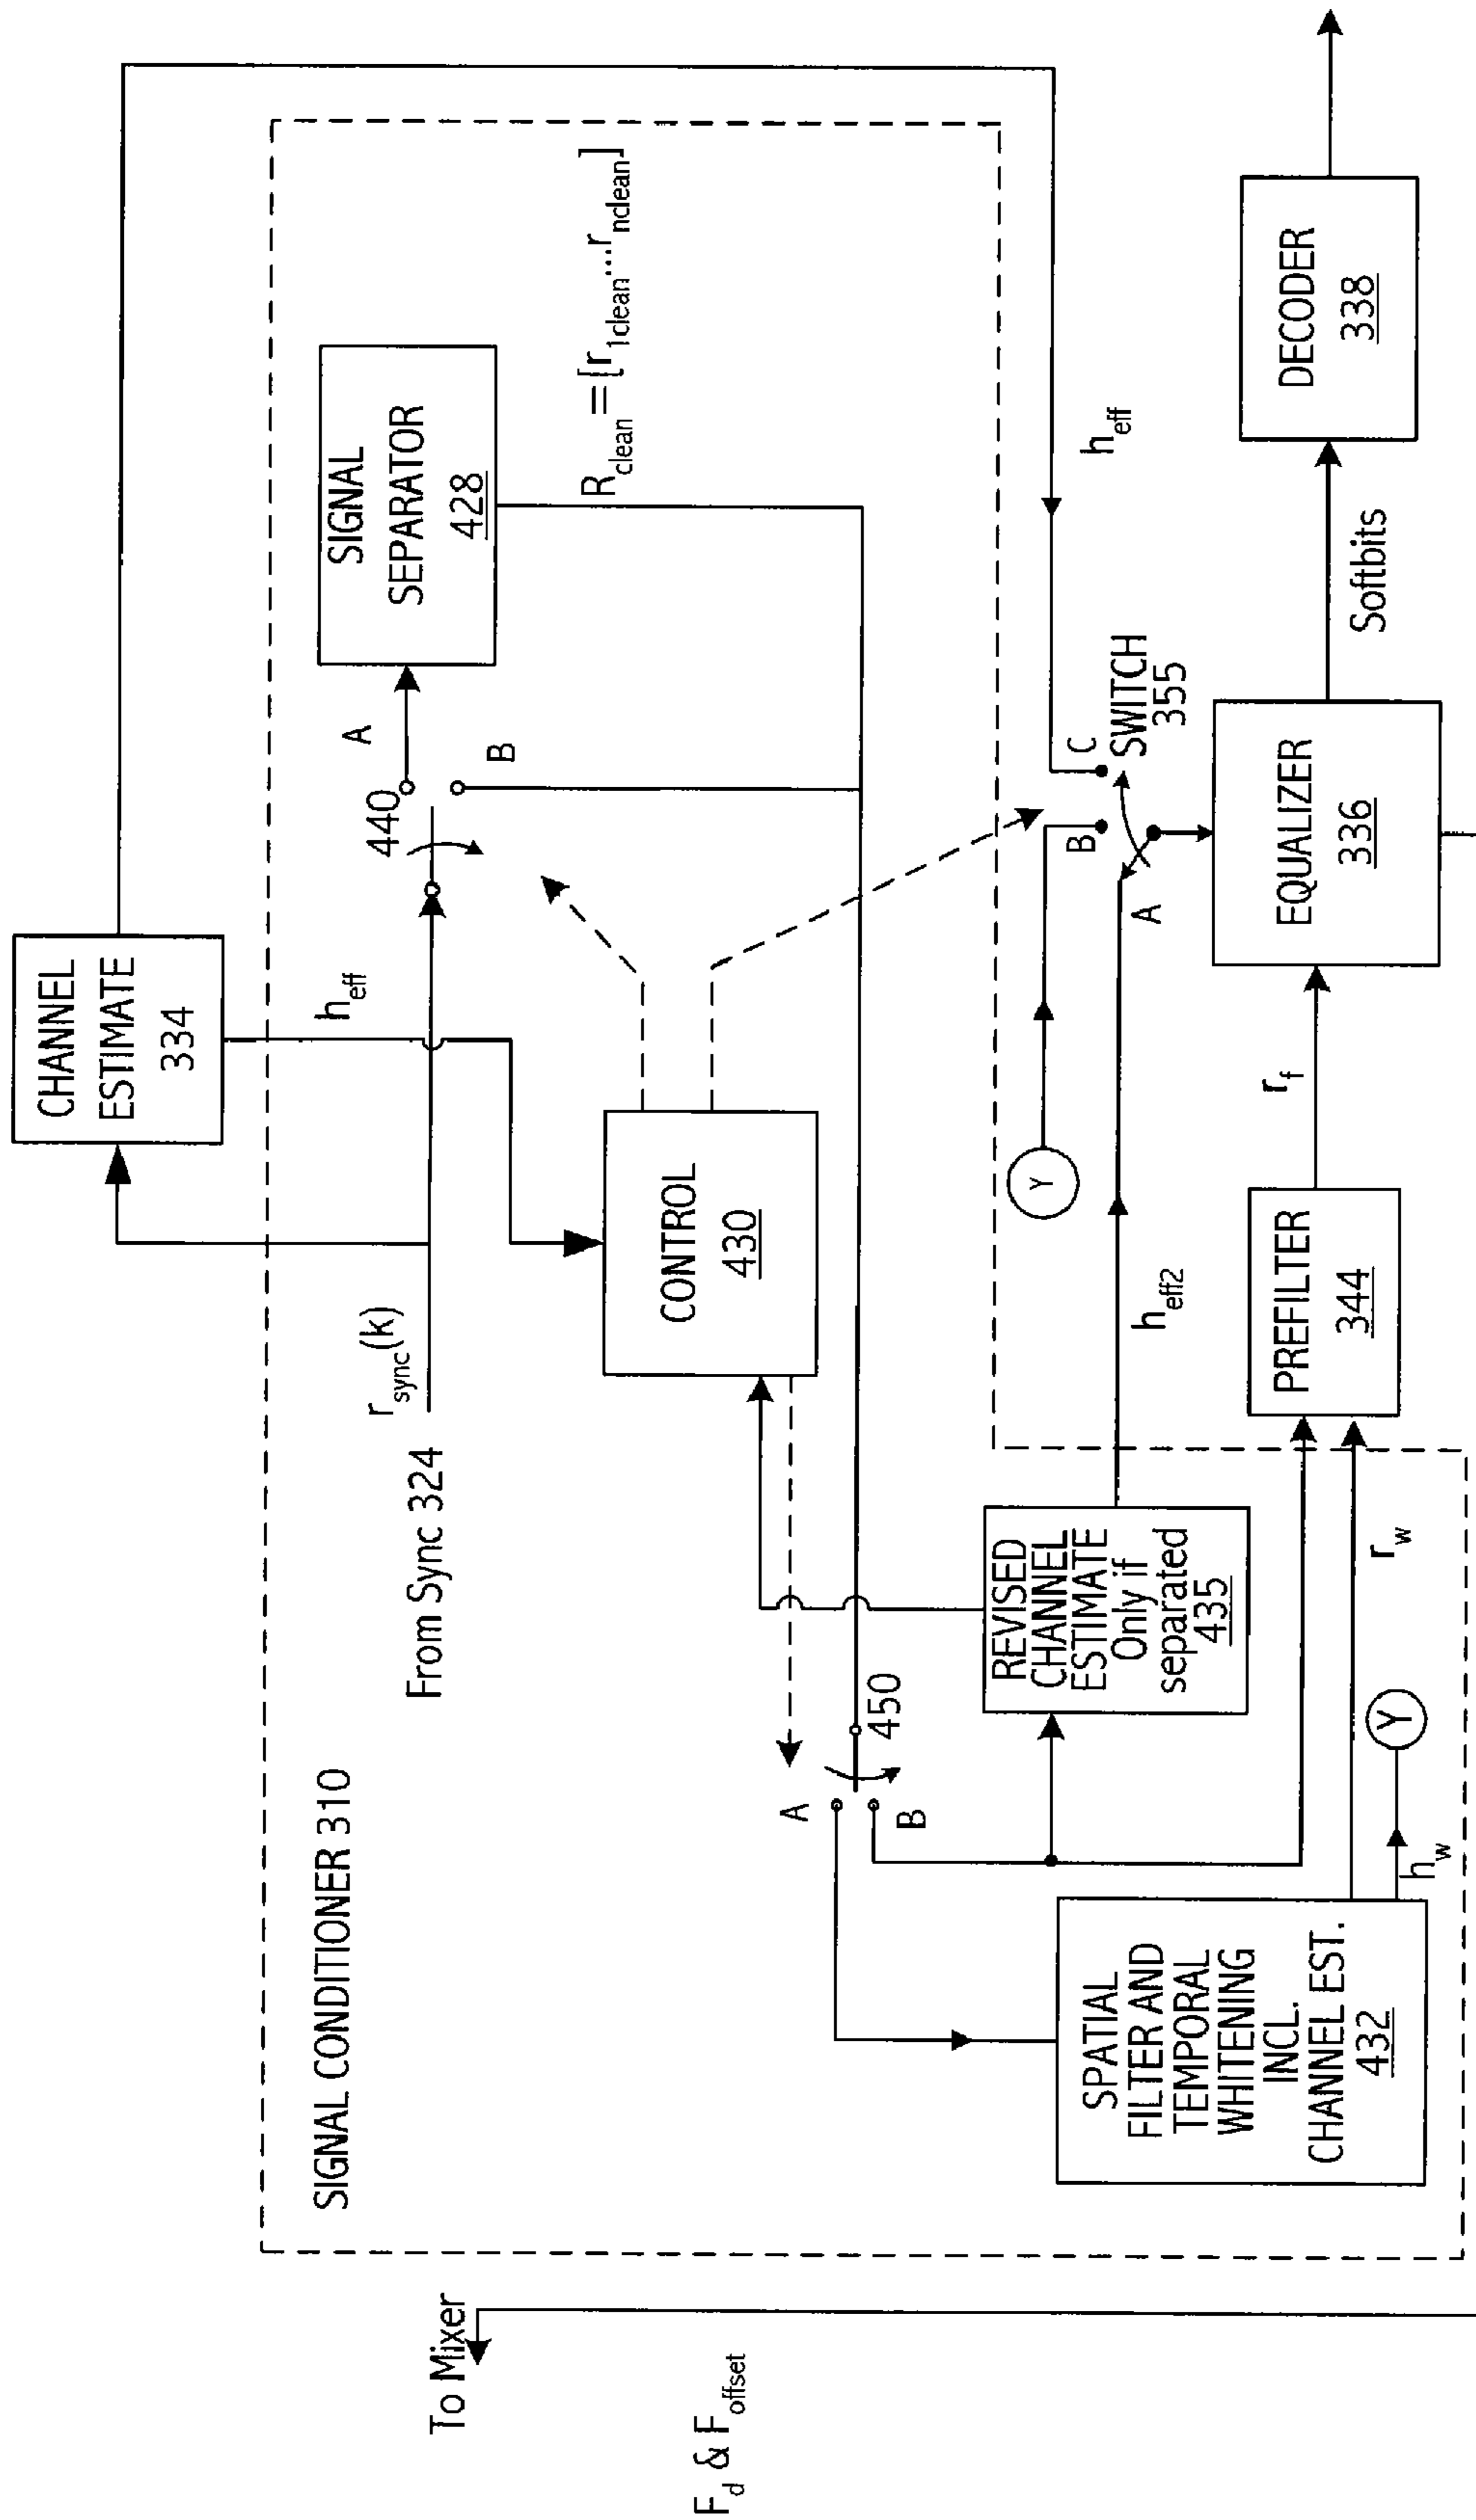 CHANNEL
ESTIMATE
334
h_eff
r_sync(k)
From Sync 324
SIGNAL CONDITIONER 310
440
A
B
SIGNAL
SEPARATOR
428
R_clean=[r_1clean...r_nclean]
CONTROL
430
450
A
B
REVISED
CHANNEL
ESTIMATE
Only if
separated
435
SPATIAL
FILTER AND
TEMPORAL
WHITENING
INCL.
CHANNEL EST.
432
h_w
Y
r_w
h_eff2
Y
A
B
C
SWITCH
355
h_eff
PREFILTER
344
r_f
EQUALIZER
336
Softbits
DECODER
338
To Mixer
F_d & F_offset